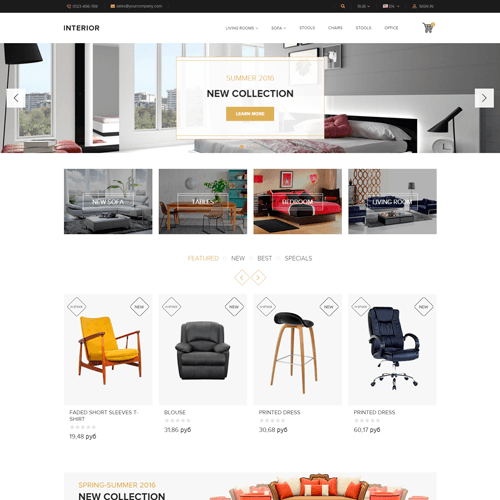 0123-456-789 sales@yourcompany.com RUB EN SIGN IN
INTERIOR LIVING ROOMS SOFA STOOLS CHAIRS STOOLE OFFICE
SUMMER 2016
NEW COLLECTION
LEARN MORE
NEW SOFA TABLES BEDROOM LIVING ROOM
FEATURED NEW BEST SPECIALS
NEW NEW NEW NEW
FADED SHORT SLEEVES T-SHIRT
19,48 руб
BLOUSE
31,86 руб
PRINTED DRESS
30,68 руб
PRINTED DRESS
60,17 руб
SPRING-SUMMER 2016
NEW COLLECTION